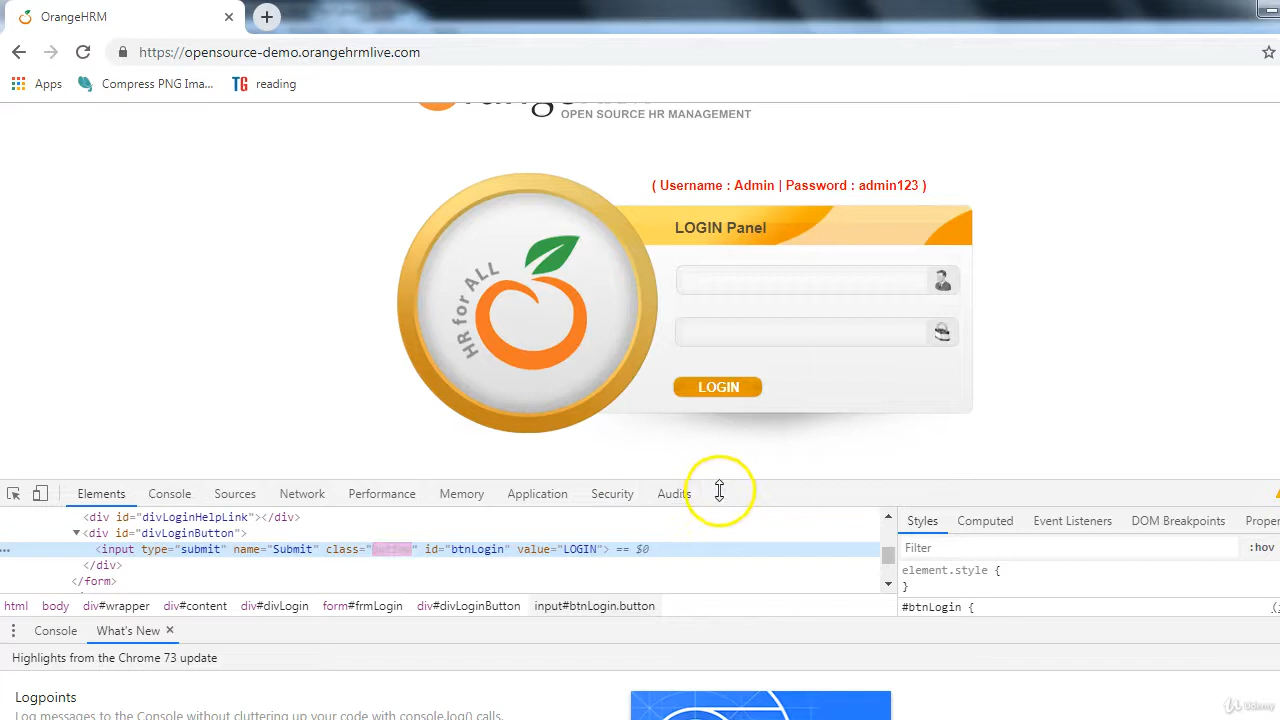 OrangeHRM
https://opensource-demo.orangehrmlive.com
Apps Compress PNG Ima... TG reading
OPEN SOURCE HR MANAGEMENT
( Username : Admin | Password : admin123 )
LOGIN Panel
HR for ALL
LOGIN
Elements Console Sources Network Performance Memory Application Security Audits
<div id="divLoginHelpLink"></div>
<div id="divLoginButton">
<input type="submit" name="Submit" class="button" id="btnLogin" value="LOGIN"> == $0
</div>
</form>
html body div#wrapper div#content div#divLogin form#frmLogin div#divLoginButton input#btnLogin.button
Styles Computed Event Listeners DOM Breakpoints Proper
Filter :hov
element.style {
}
#btnLogin {
Console What's New
Highlights from the Chrome 73 update
Logpoints
Log messages to the Console without cluttering up your code with console.log() calls.
Udemy